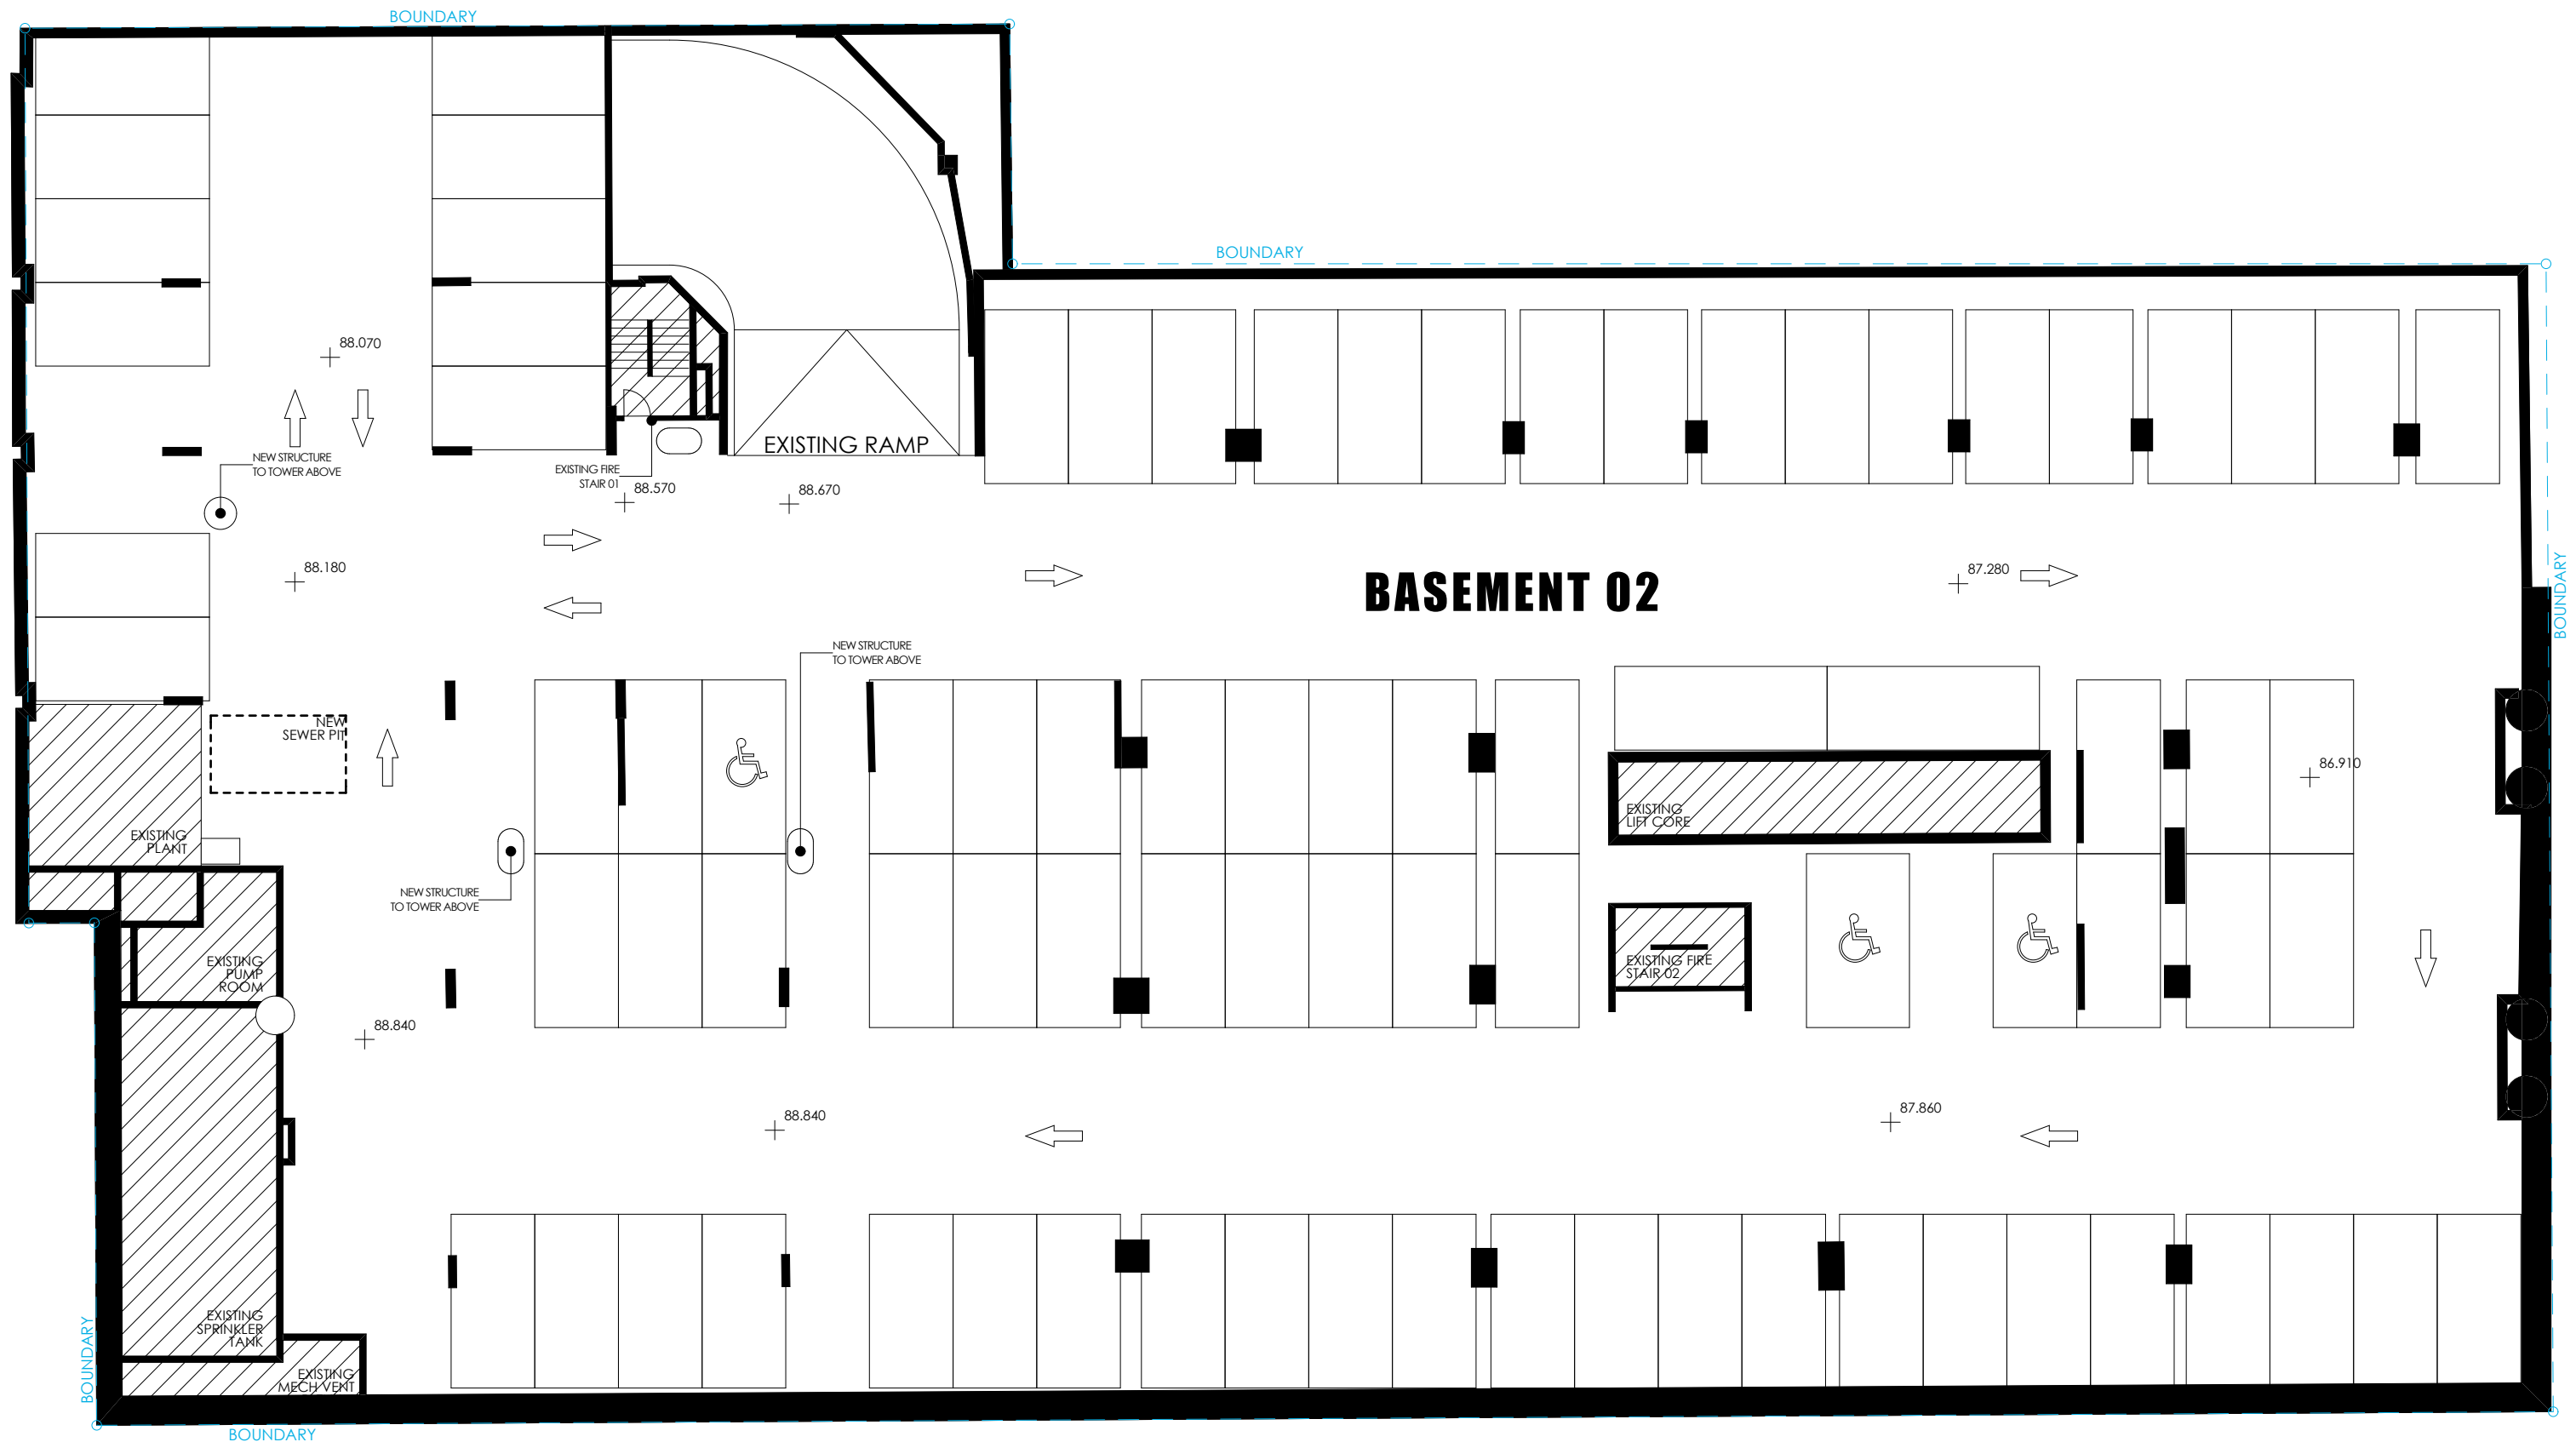 BOUNDARY
BOUNDARY
88.070
EXISTING RAMP
NEW STRUCTURE
TO TOWER ABOVE
EXISTING FIRE
STAIR 01
88.570
88.670
88.180
BASEMENT 02
87.280
BOUNDARY
NEW STRUCTURE
TO TOWER ABOVE
NEW
SEWER PIT
86.910
EXISTING
LIFT CORE
EXISTING
PLANT
NEW STRUCTURE
TO TOWER ABOVE
EXISTING
PUMP
ROOM
EXISTING FIRE
STAIR 02
88.840
88.840
87.860
EXISTING
SPRINKLER
TANK
BOUNDARY
EXISTING
MECH VENT
BOUNDARY